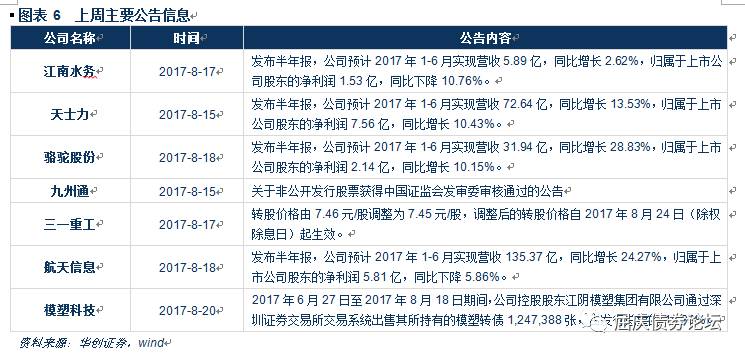 图表 6 上周主要公告信息
公司名称 时间 公告内容
江南水务 2017-8-17 发布半年报，公司预计 2017 年 1-6 月实现营收 5.89 亿，同比增长 2.62%，归属于上市
公司股东的净利润 1.53 亿，同比下降 10.76%。
天士力 2017-8-15 发布半年报，公司预计 2017 年 1-6 月实现营收 72.64 亿，同比增长 13.53%，归属于上市
公司股东的净利润 7.56 亿，同比增长 10.43%。
骆驼股份 2017-8-18 发布半年报，公司预计 2017 年 1-6 月实现营收 31.94 亿，同比增长 28.83%，归属于上市
公司股东的净利润 2.14 亿，同比增长 10.15%。
九州通 2017-8-15 关于非公开发行股票获得中国证监会发审委审核通过的公告
三一重工 2017-8-17 转股价格由 7.46 元/股调整为 7.45 元/股，调整后的转股价格自 2017 年 8 月 24 日（除权
除息日）起生效。
航天信息 2017-8-18 发布半年报，公司预计 2017 年 1-6 月实现营收 135.37 亿，同比增长 24.27%，归属于上
市公司股东的净利润 5.81 亿，同比下降 5.86%。
模塑科技 2017-8-20 2017 年 6 月 27 日至 2017 年 8 月 18 日期间，公司控股股东江阴模塑集团有限公司通过深
圳证券交易所交易系统出售其所持有的模塑转债 1,247,388 张，
屈庆债券论坛
资料来源：华创证券，wind